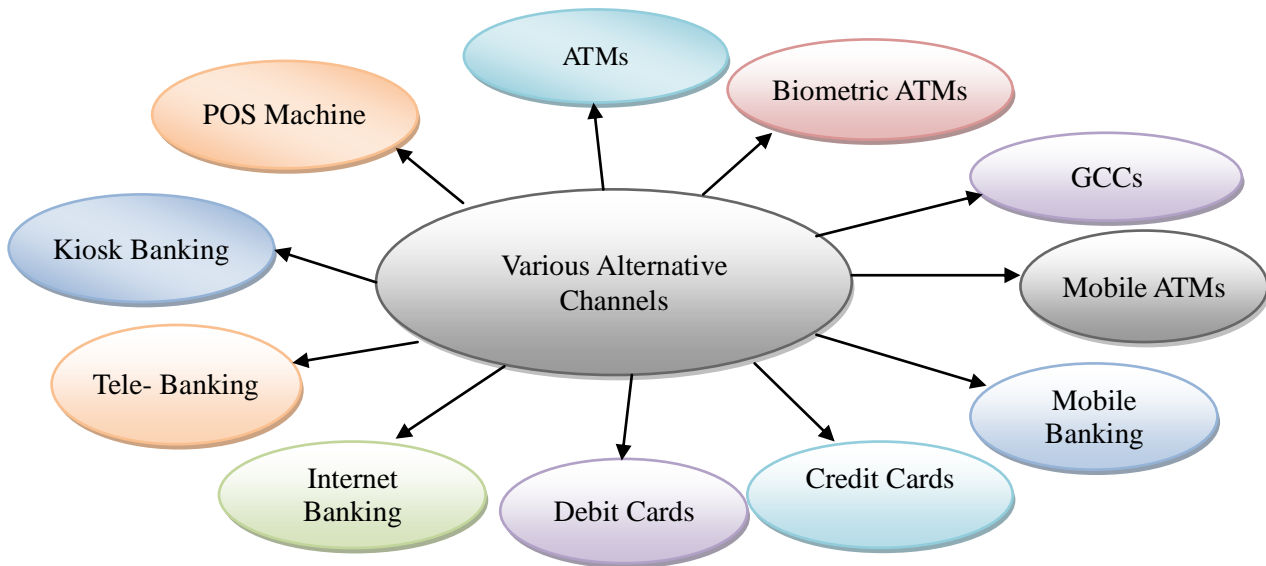 ATMs
Biometric ATMs
POS Machine
GCCs
Kiosk Banking
Various Alternative
Channels
Mobile ATMs
Tele- Banking
Mobile
Banking
Internet
Banking
Debit Cards
Credit Cards